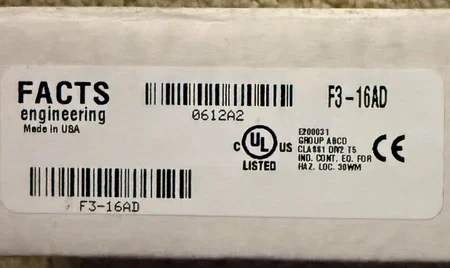 FACTS
engineering
Made in USA
0612A2
F3-16AD
C UL US
LISTED
E200031
GROUP ABCD
CLASS1 DIV2 T5
IND. CONT. EQ. FOR
HAZ. LOC. 30WM
CE
F3-16AD